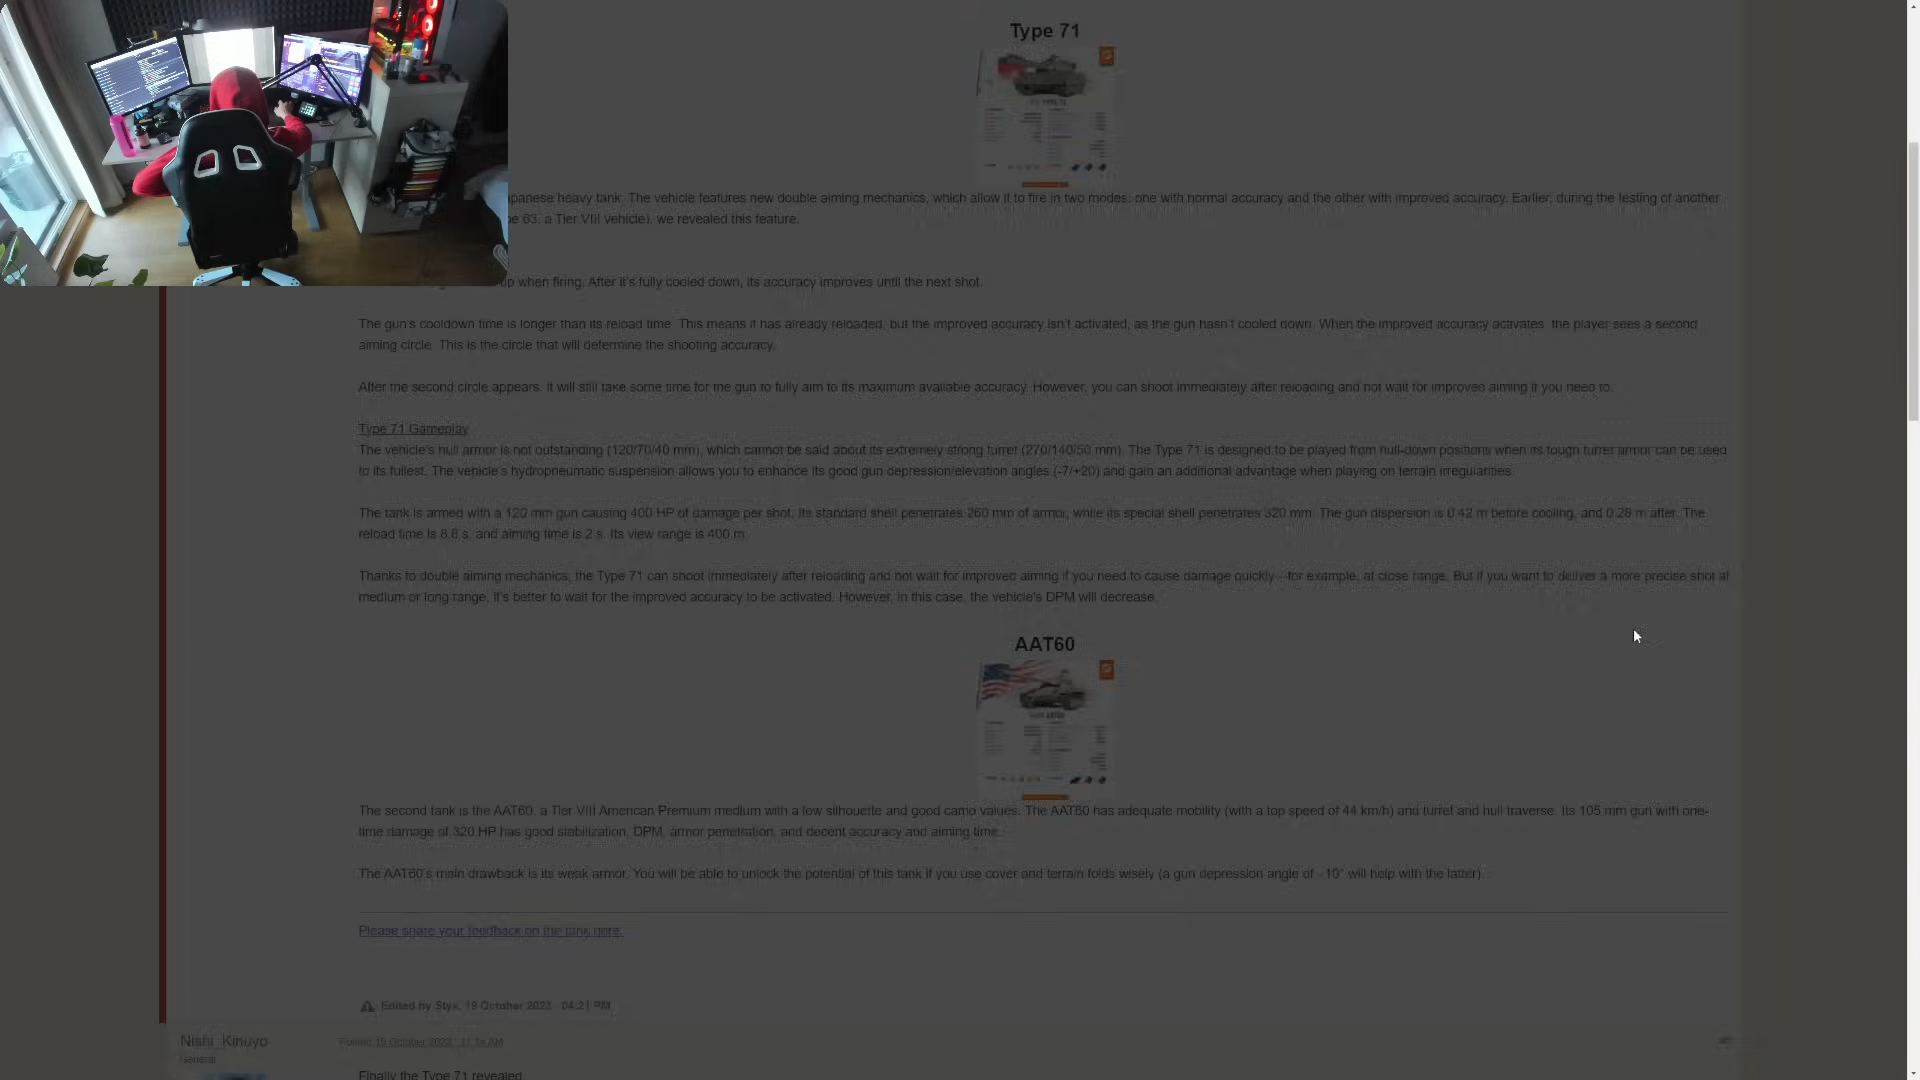 Type 71
panese heavy tank. The vehicle features new double aiming mechanics, which allow it to fire in two modes: one with normal accuracy and the other with improved accuracy. Earlier, during the testing of another
pe 63, a Tier VIII vehicle), we revealed this feature.
up when firing. After it's fully cooled down, its accuracy improves until the next shot.
The gun's cooldown time is longer than its reload time. This means it has already reloaded, but the improved accuracy isn't activated, as the gun hasn't cooled down. When the improved accuracy activates, the player sees a second
aiming circle. This is the circle that will determine the shooting accuracy.
After the second circle appears, it will still take some time for the gun to fully aim to its maximum available accuracy. However, you can shoot immediately after reloading and not wait for improved aiming if you need to.
Type 71 Gameplay
The vehicle's hull armor is not outstanding (120/70/40 mm), which cannot be said about its extremely strong turret (270/140/50 mm). The Type 71 is designed to be played from hull-down positions when its tough turret armor can be used
to its fullest. The vehicle's hydropneumatic suspension allows you to enhance its good gun depression/elevation angles (-7/+20) and gain an additional advantage when playing on terrain irregularities.
The tank is armed with a 120 mm gun causing 400 HP of damage per shot. Its standard shell penetrates 260 mm of armor, while its special shell penetrates 320 mm. The gun dispersion is 0.42 m before cooling, and 0.28 m after. The
reload time is 8.8 s, and aiming time is 2 s. Its view range is 400 m.
Thanks to double aiming mechanics, the Type 71 can shoot immediately after reloading and not wait for improved aiming if you need to cause damage quickly—for example, at close range. But if you want to deliver a more precise shot at
medium or long range, it's better to wait for the improved accuracy to be activated. However, in this case, the vehicle's DPM will decrease.
AAT60
The second tank is the AAT60, a Tier VIII American Premium medium with a low silhouette and good camo values. The AAT60 has adequate mobility (with a top speed of 44 km/h) and turret and hull traverse. Its 105 mm gun with one-
time damage of 320 HP has good stabilization, DPM, armor penetration, and decent accuracy and aiming time.
The AAT60's main drawback is its weak armor. You will be able to unlock the potential of this tank if you use cover and terrain folds wisely (a gun depression angle of -10° will help with the latter).
Please share your feedback on the tank here.
Edited by Styx, 19 October 2023 - 04:21 PM
Nishi_Kinuyo
Posted 19 October 2023 - 11:14 AM
General
Finally the Type 71 revealed.